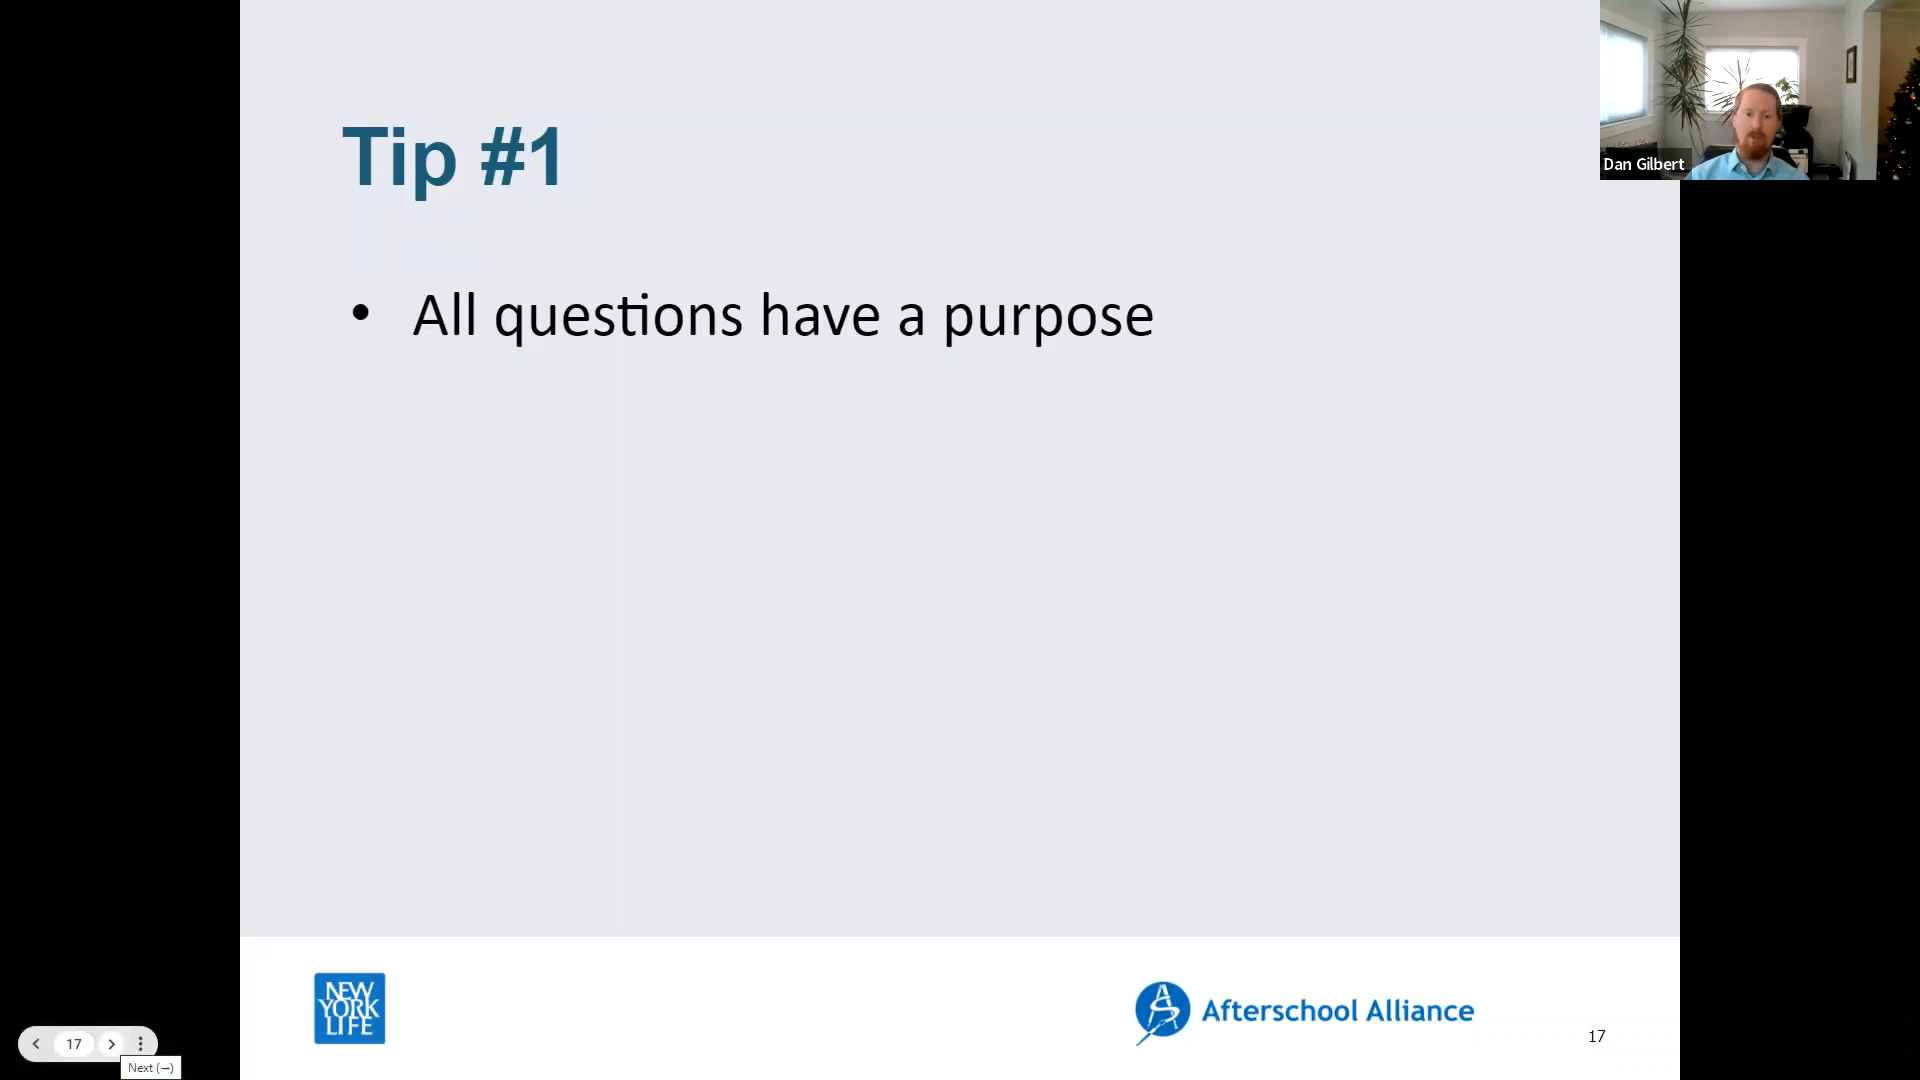 Tip #1
• All questions have a purpose
Dan Gilbert
NEW
YORK
LIFE
Afterschool Alliance
17
17
Next (→)